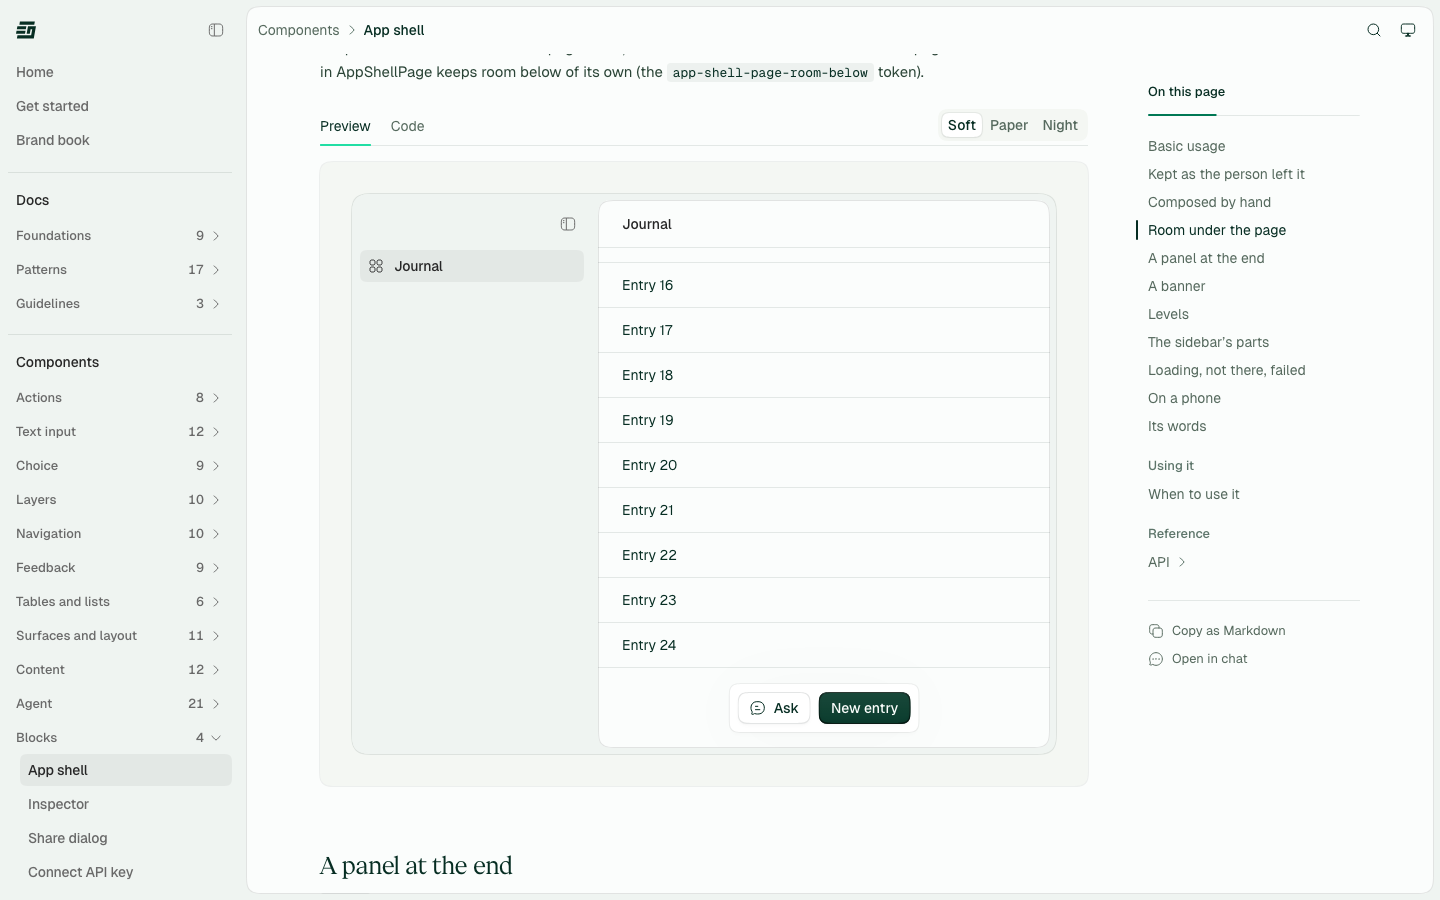 Components
App shell
Home
Get started
Brand book
Docs
Foundations 9
Patterns 17
Guidelines 3
Components
Actions 8
Text input 12
Choice 9
Layers 10
Navigation 10
Feedback 9
Tables and lists 6
Surfaces and layout 11
Content 12
Agent 21
Blocks 4
App shell
Inspector
Share dialog
Connect API key
in AppShellPage keeps room below of its own (the app-shell-page-room-below token).
Preview Code
Soft Paper Night
Journal
Journal
Entry 16
Entry 17
Entry 18
Entry 19
Entry 20
Entry 21
Entry 22
Entry 23
Entry 24
Ask
New entry
A panel at the end
On this page
Basic usage
Kept as the person left it
Composed by hand
Room under the page
A panel at the end
A banner
Levels
The sidebar's parts
Loading, not there, failed
On a phone
Its words
Using it
When to use it
Reference
API
Copy as Markdown
Open in chat